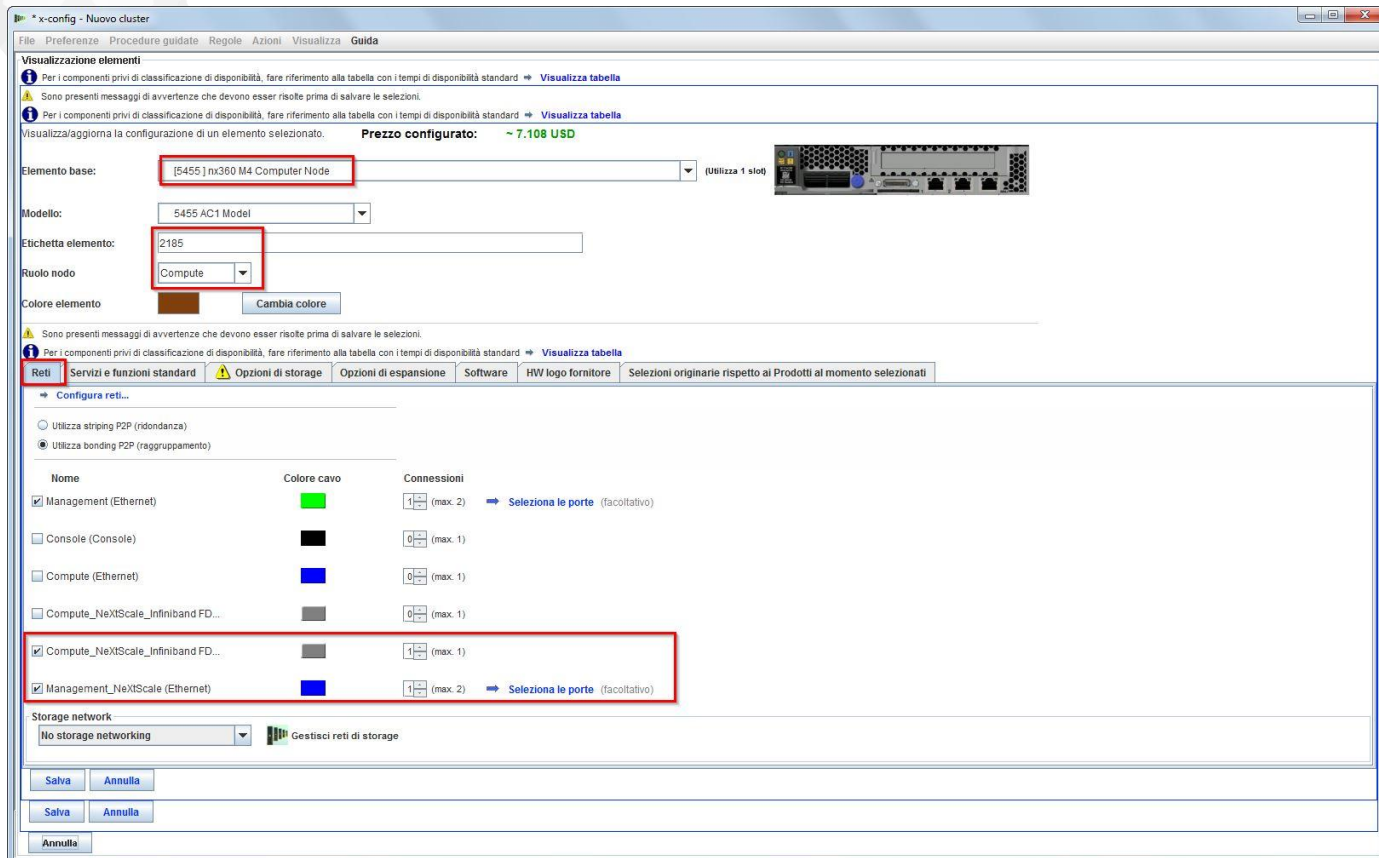 * x-config - Nuovo cluster
File Preferenze Procedure guidate Regole Azioni Visualizza Guida
Visualizzazione elementi
Per i componenti privi di classificazione di disponibilità, fare riferimento alla tabella con i tempi di disponibilità standard Visualizza tabella
Sono presenti messaggi di avvertenze che devono esser risolte prima di salvare le selezioni.
Per i componenti privi di classificazione di disponibilità, fare riferimento alla tabella con i tempi di disponibilità standard Visualizza tabella
Visualizza/aggiorna la configurazione di un elemento selezionato. Prezzo configurato: ~ 7.108 USD
Elemento base: [5455 ] nx360 M4 Computer Node (Utilizza 1 slot)
Modello: 5455 AC1 Model
Etichetta elemento: 2185
Ruolo nodo Compute
Colore elemento Cambia colore
Sono presenti messaggi di avvertenze che devono esser risolte prima di salvare le selezioni.
Per i componenti privi di classificazione di disponibilità, fare riferimento alla tabella con i tempi di disponibilità standard Visualizza tabella
Reti Servizi e funzioni standard Opzioni di storage Opzioni di espansione Software HW logo fornitore Selezioni originarie rispetto ai Prodotti al momento selezionati
Configura reti...
Utilizza striping P2P (ridondanza)
Utilizza bonding P2P (raggruppamento)
Nome Colore cavo Connessioni
Management (Ethernet) 1 (max. 2) Seleziona le porte (facoltativo)
Console (Console) 0 (max. 1)
Compute (Ethernet) 0 (max. 1)
Compute_NeXtScale_Infiniband FD... 0 (max. 1)
Compute_NeXtScale_Infiniband FD... 1 (max. 1)
Management_NeXtScale (Ethernet) 1 (max. 2) Seleziona le porte (facoltativo)
Storage network
No storage networking Gestisci reti di storage
Salva Annulla
Salva Annulla
Annulla